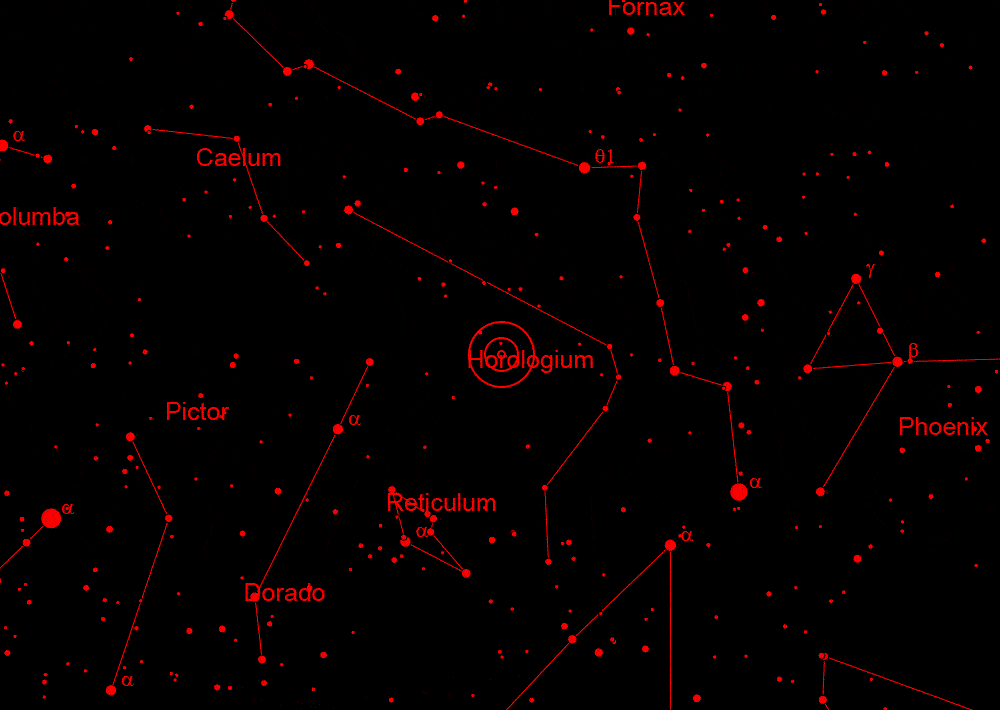 Fornax
α
θ1
Caelum
olumba
γ
β
Horologium
Pictor
α
Phoenix
α
Reticulum
α
α
α
Dorado
α
α